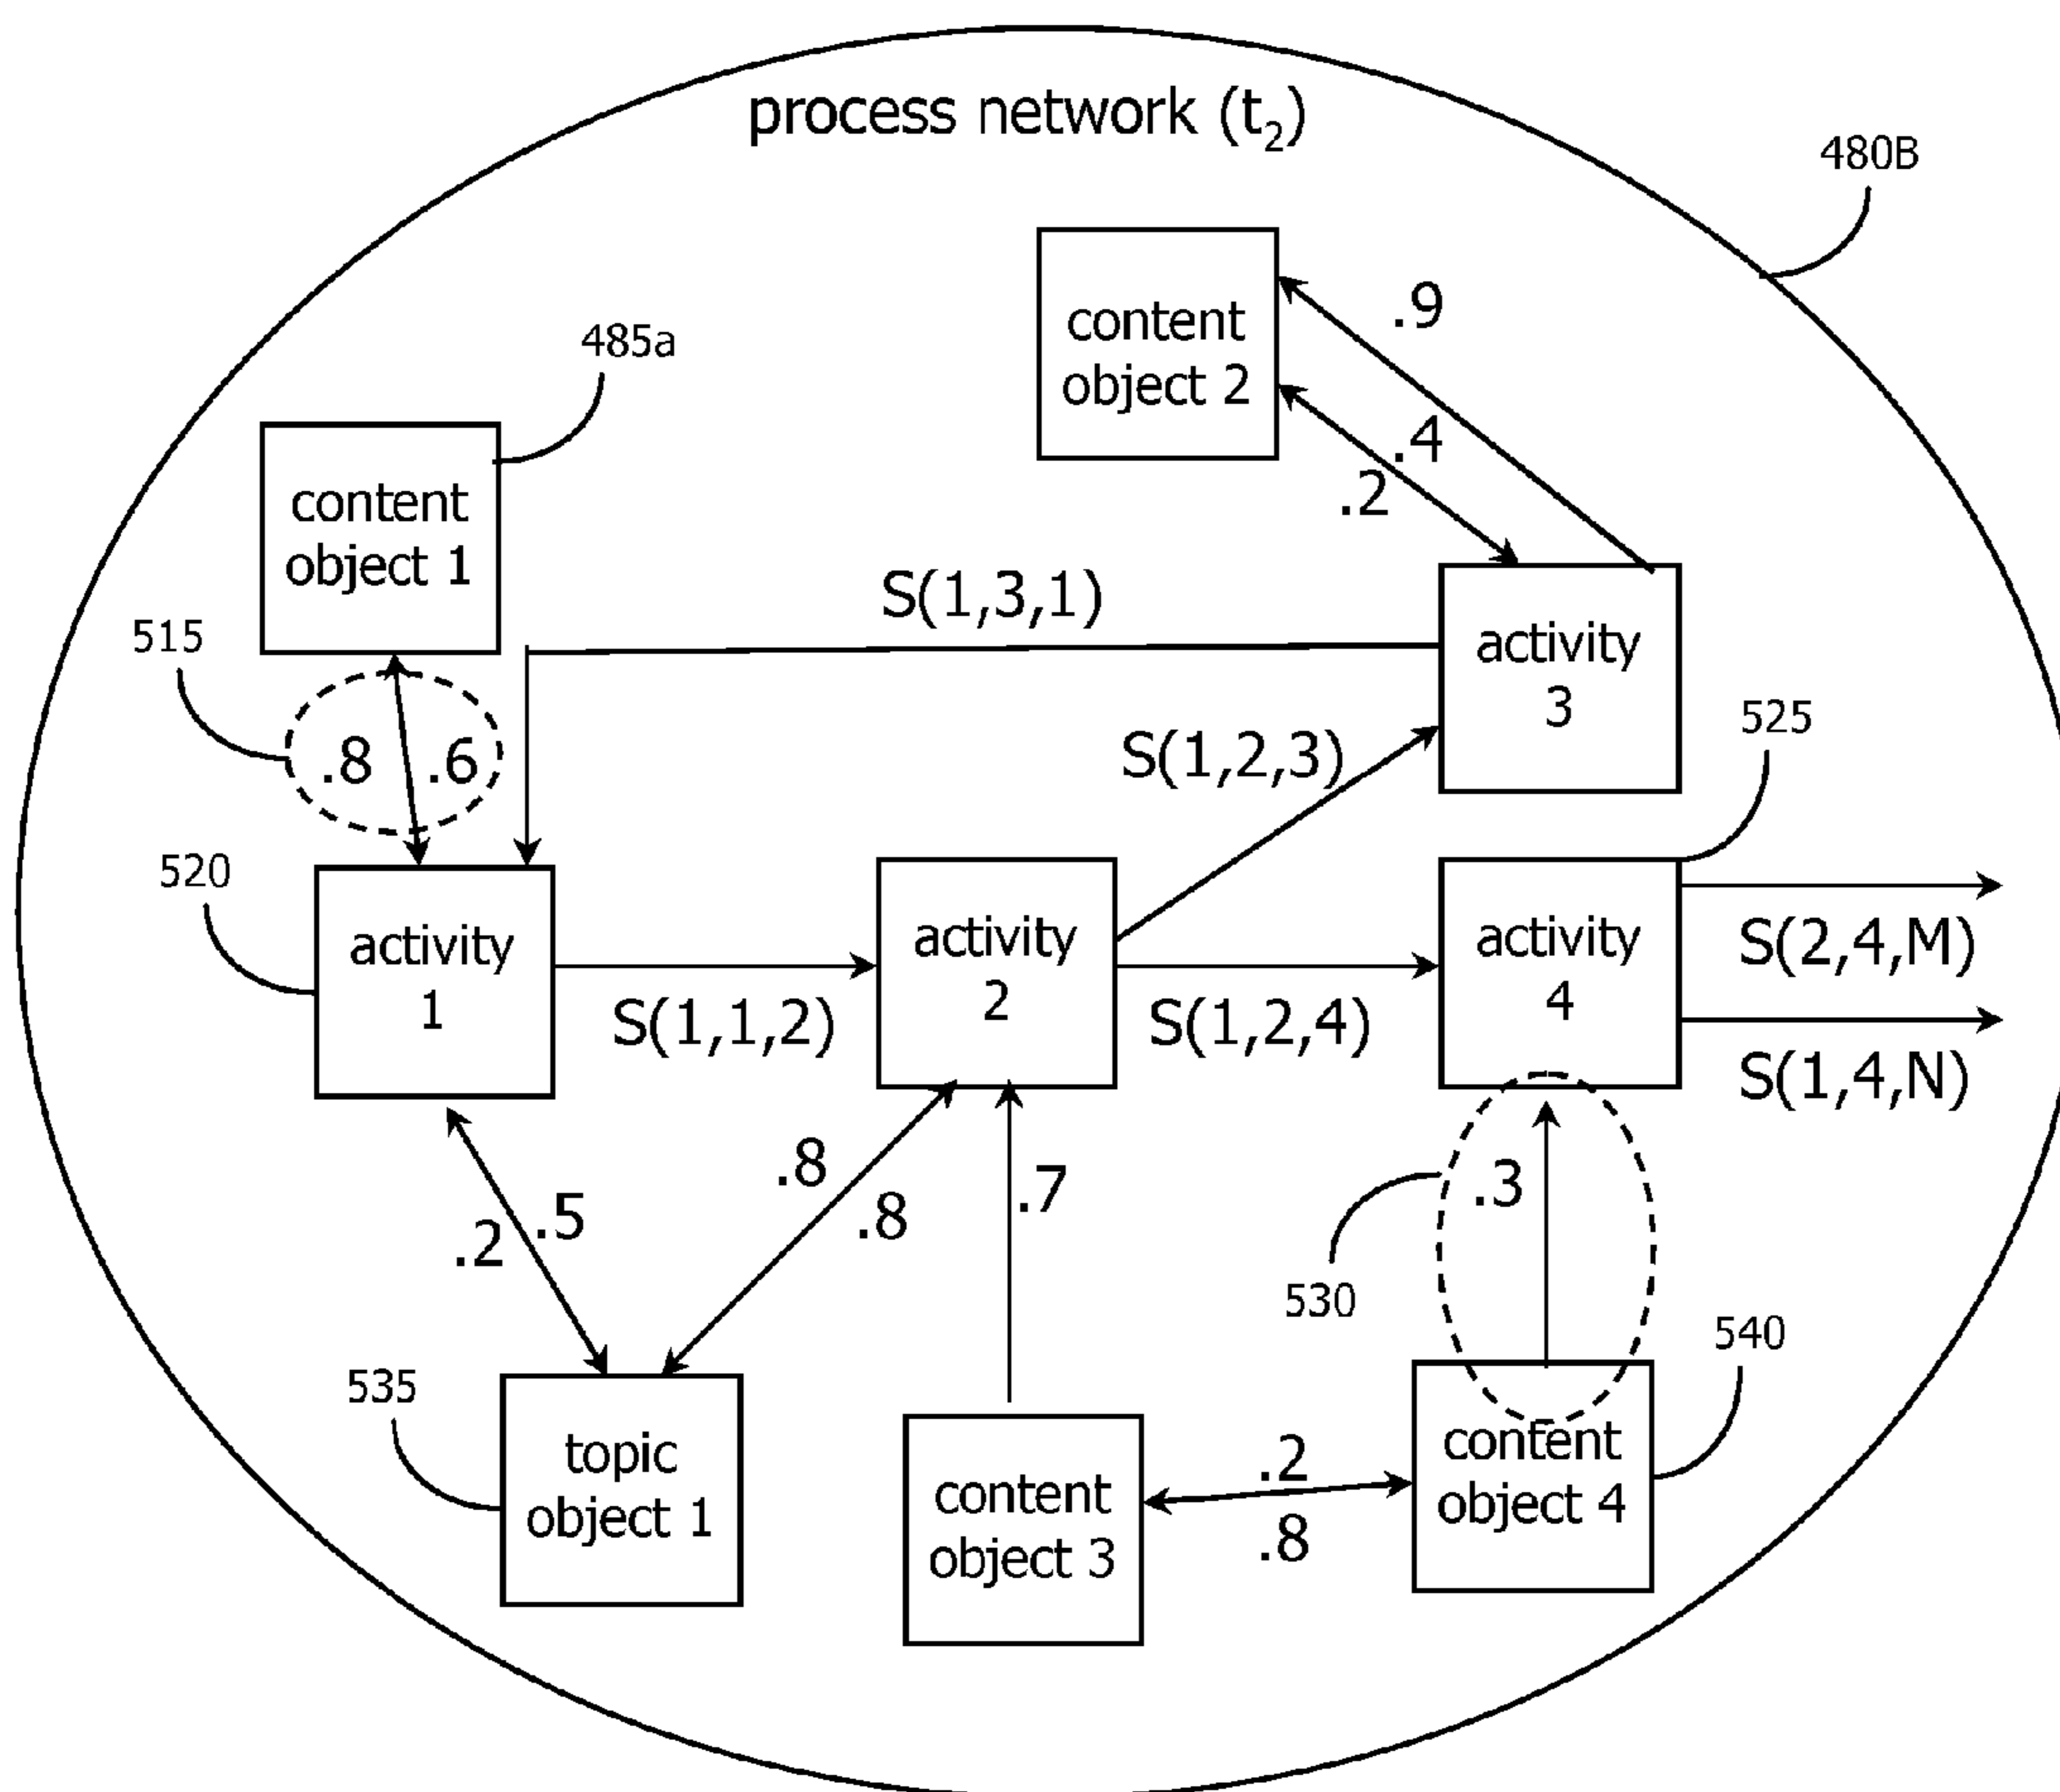 process network (t₂)
480B
content
object 2
.9
.4
.2
485a
content
object 1
515
.8
.6
S(1,3,1)
activity
3
S(1,2,3)
525
520
activity
1
S(1,1,2)
activity
2
S(1,2,4)
activity
4
S(2,4,M)
S(1,4,N)
.2
.5
.8
.8
.7
.3
530
535
topic
object 1
content
object 3
.2
.8
content
object 4
540